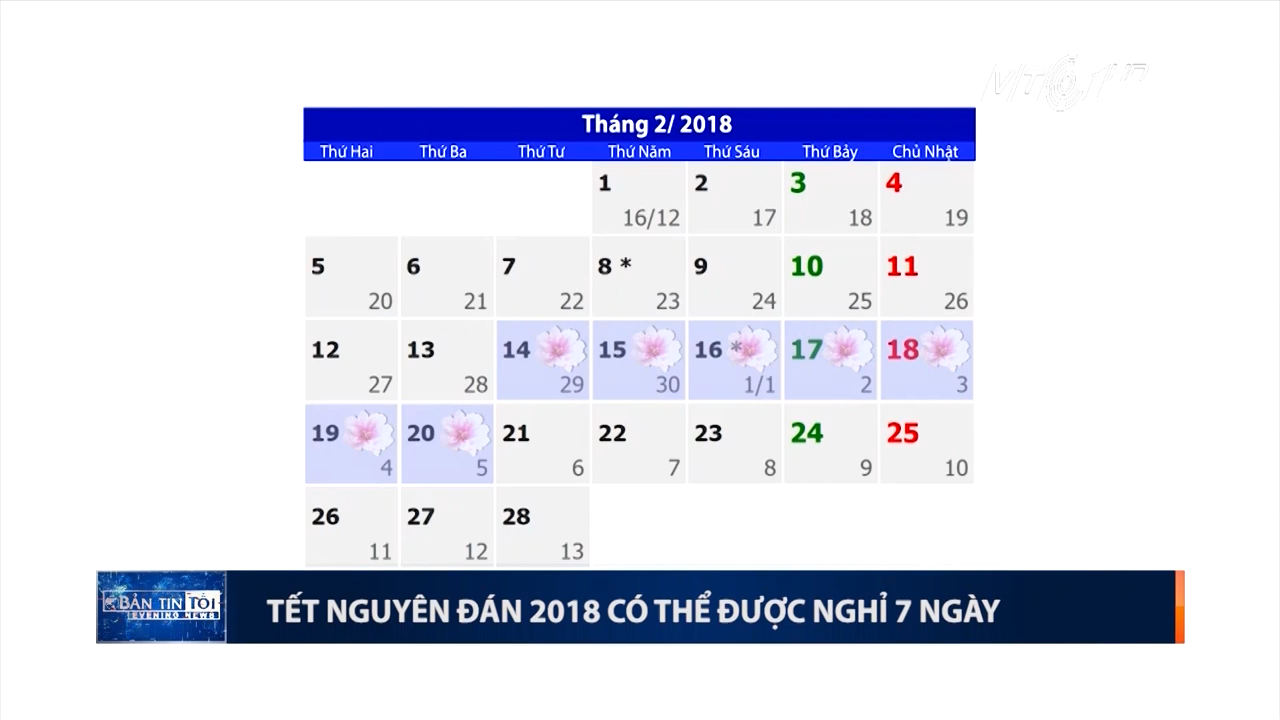 Tháng 2/ 2018
Thứ Hai Thứ Ba Thứ Tư Thứ Năm Thứ Sáu Thứ Bảy Chủ Nhật
1 2 3 4
16/12 17 18 19
5 6 7 8 * 9 10 11
20 21 22 23 24 25 26
12 13 14 15 16 * 17 18
27 28 29 30 1/1 2 3
19 20 21 22 23 24 25
4 5 6 7 8 9 10
26 27 28
11 12 13
BẢN TIN TỐI
EVENING NEWS
TẾT NGUYÊN ĐÁN 2018 CÓ THỂ ĐƯỢC NGHỈ 7 NGÀY